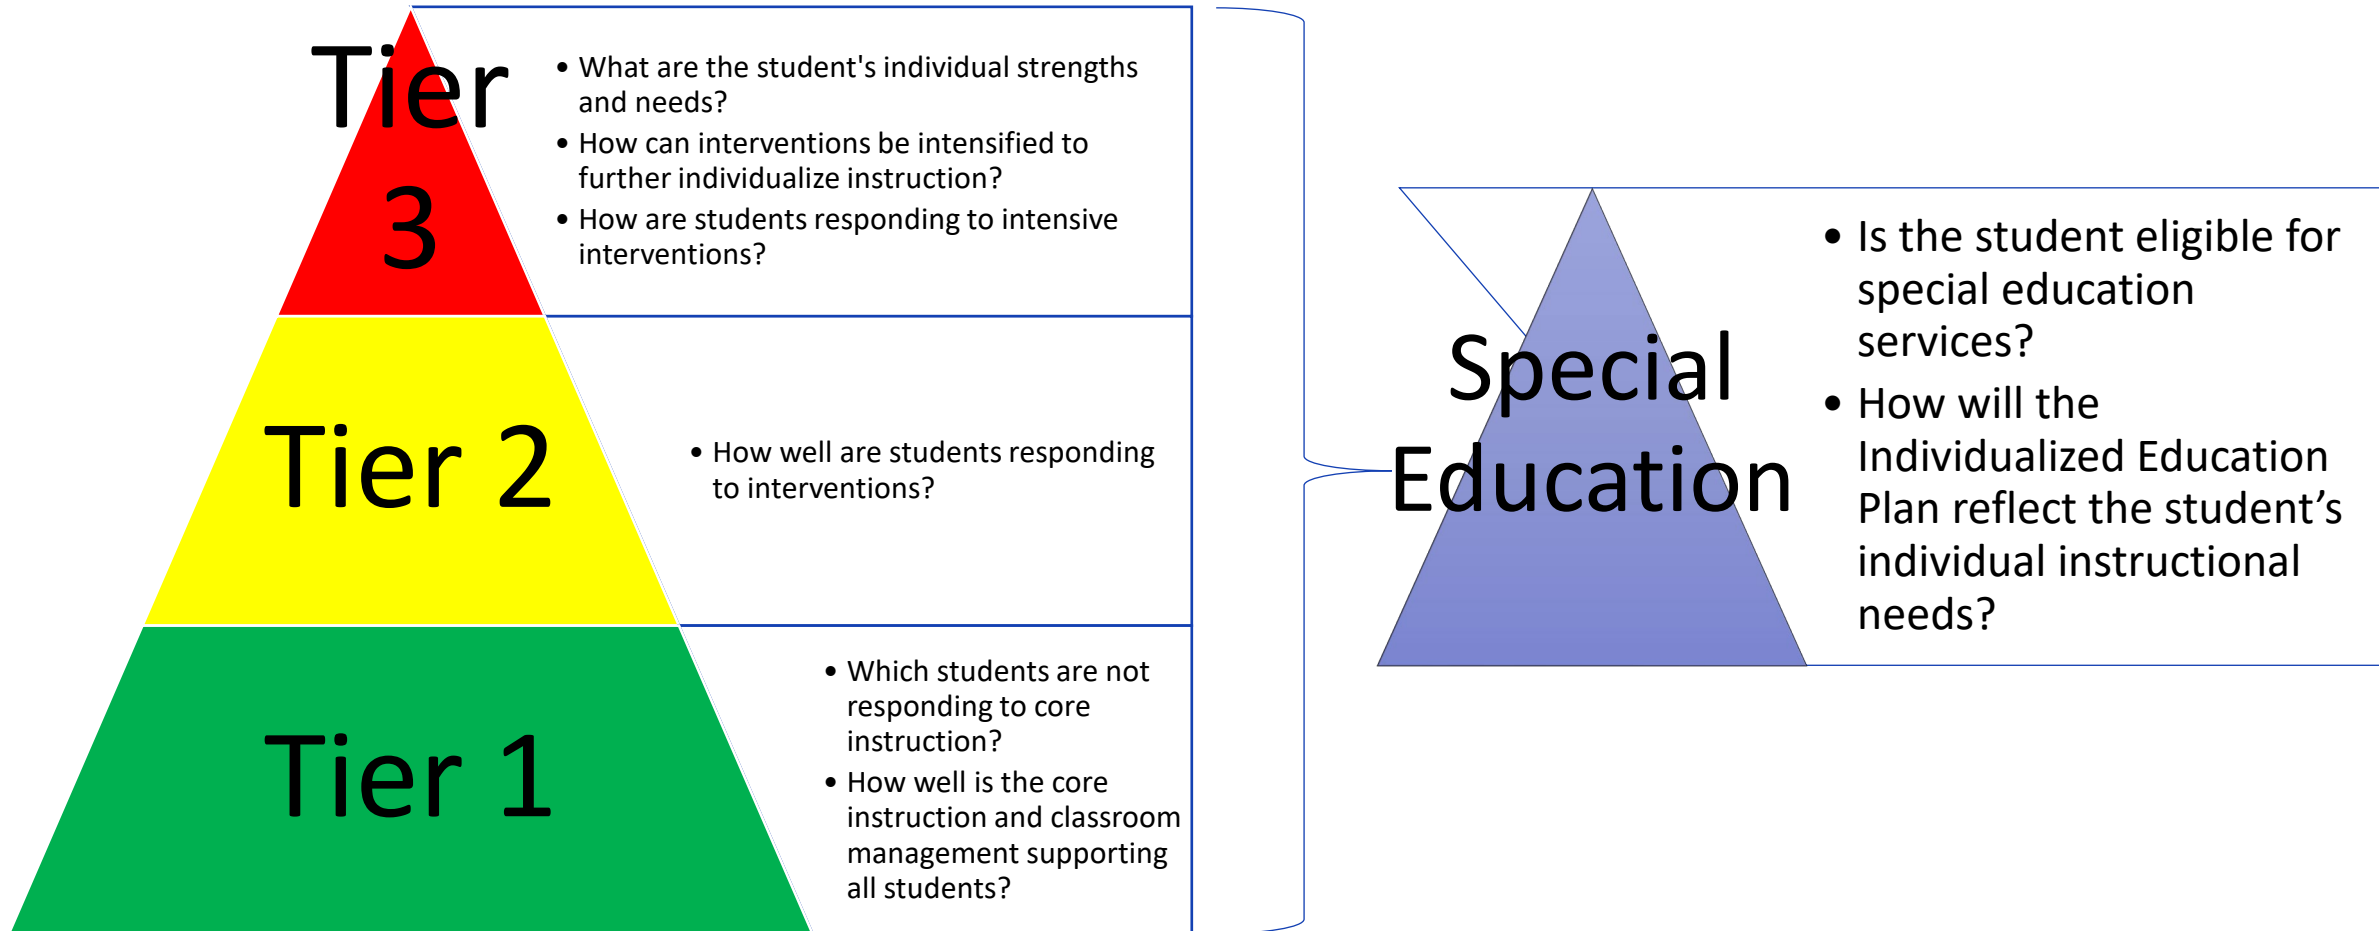 Tier
3
• What are the student's individual strengths
and needs?
• How can interventions be intensified to
further individualize instruction?
• How are students responding to intensive
interventions?
Tier 2
• How well are students responding
to interventions?
Tier 1
• Which students are not
responding to core
instruction?
• How well is the core
instruction and classroom
management supporting
all students?
Special
Education
• Is the student eligible for
special education
services?
• How will the
Individualized Education
Plan reflect the student’s
individual instructional
needs?